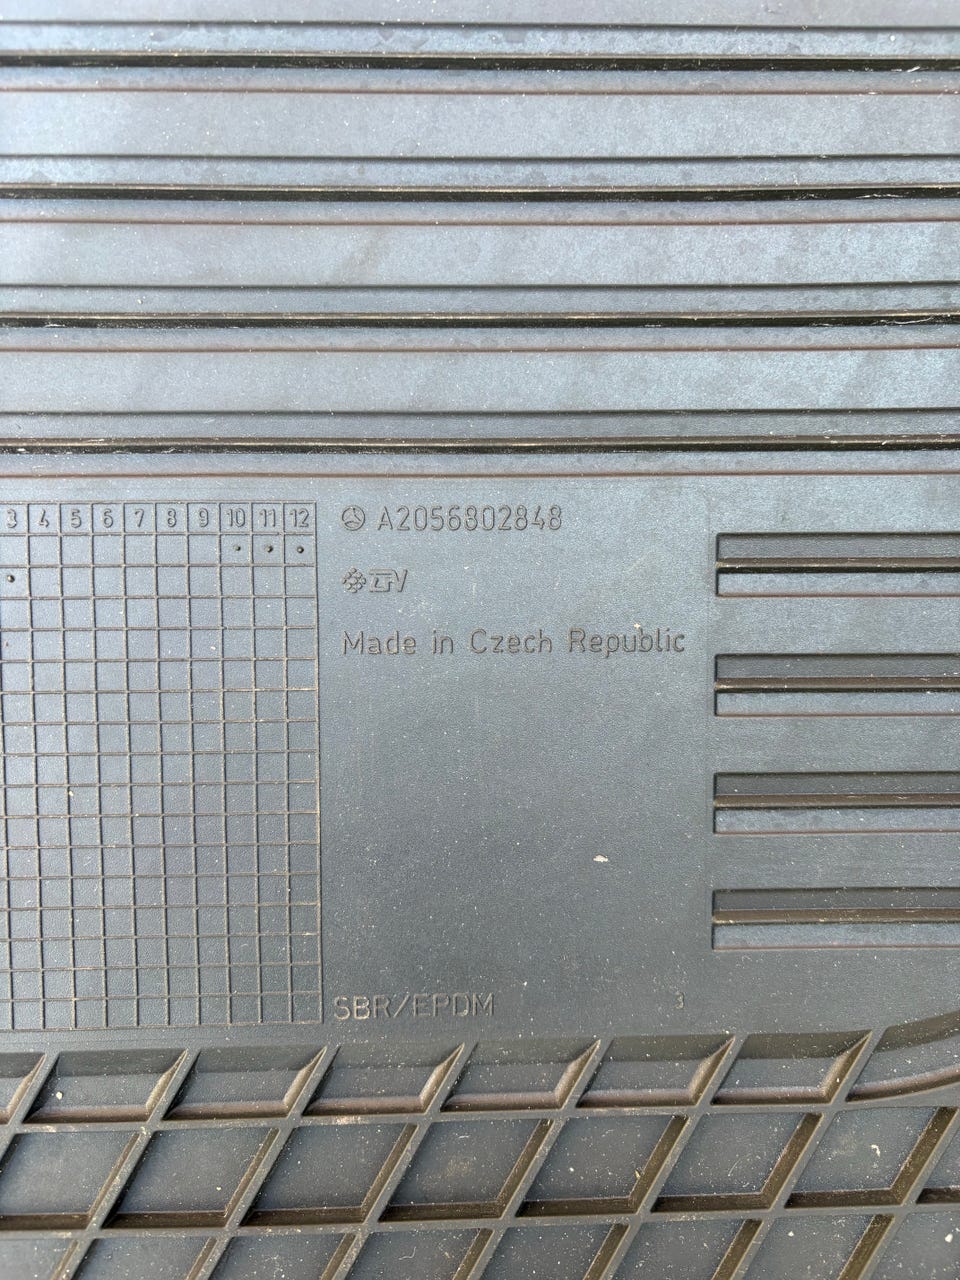 3 4 5 6 7 8 9 10 11 12
A2056802848
Made in Czech Republic
SBR/EPDM
3